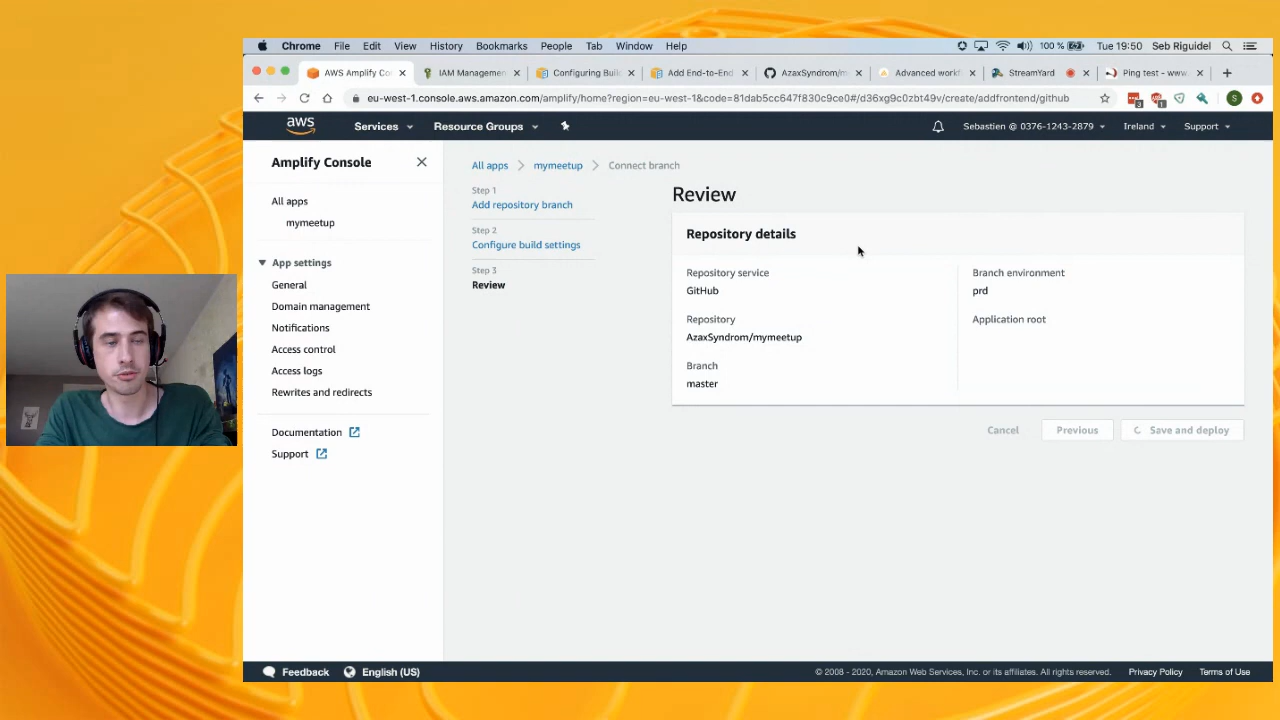 Chrome File Edit View History Bookmarks People Tab Window Help 100 % Tue 19:50 Seb Riguidel
AWS Amplify Co IAM Managemen Configuring Buil Add End-to-End AzaxSyndrom/m Advanced workf StreamYard Ping test - www.
eu-west-1.console.aws.amazon.com/amplify/home?region=eu-west-1&code=81dab5cc647f830c9ce0#/d36xg9c0zbt49v/create/addfrontend/github
aws Services Resource Groups Sebastien @ 0376-1243-2879 Ireland Support
Amplify Console
All apps
mymeetup
App settings
General
Domain management
Notifications
Access control
Access logs
Rewrites and redirects
Documentation
Support
All apps > mymeetup > Connect branch
Step 1
Add repository branch
Step 2
Configure build settings
Step 3
Review
Review
Repository details
Repository service
GitHub
Repository
AzaxSyndrom/mymeetup
Branch
master
Branch environment
prd
Application root
Cancel Previous Save and deploy
Feedback English (US) © 2008 - 2020, Amazon Web Services, Inc. or its affiliates. All rights reserved. Privacy Policy Terms of Use